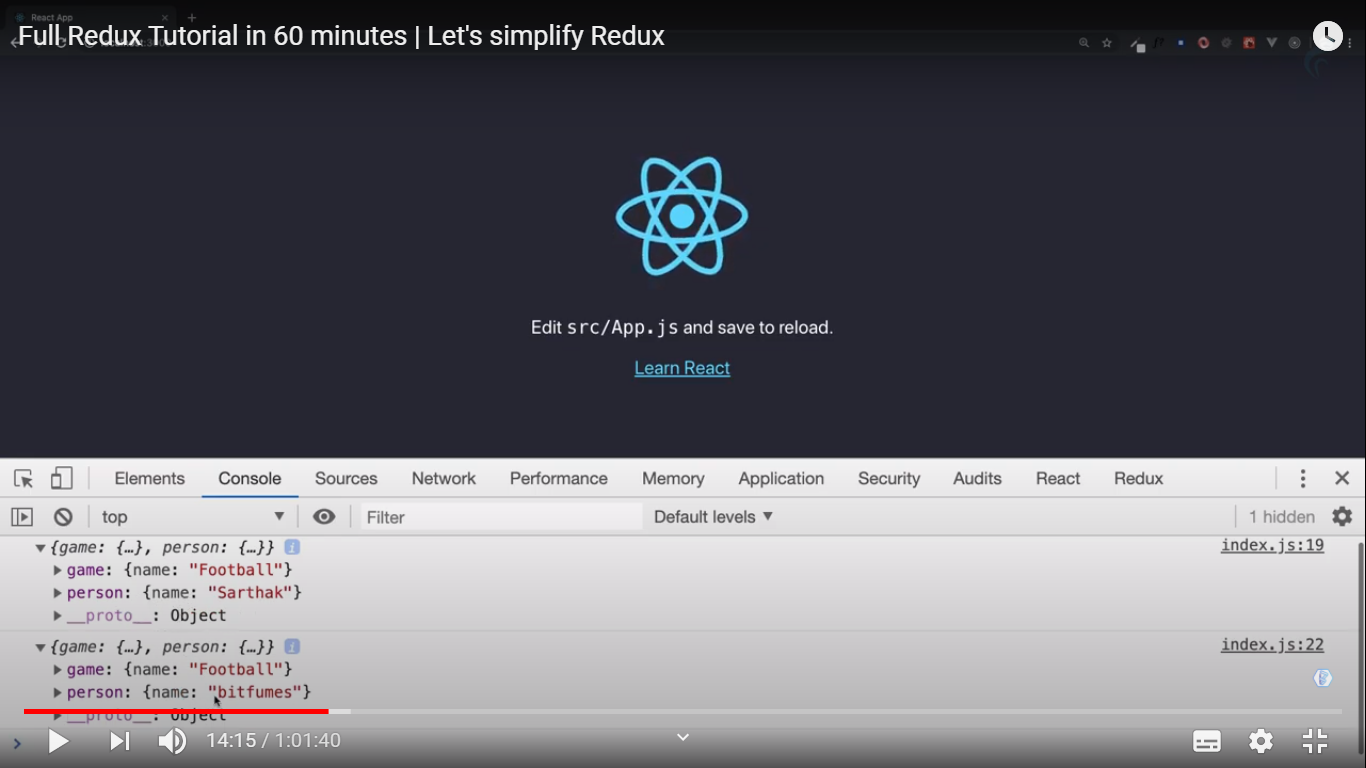 React App
Full Redux Tutorial in 60 minutes | Let's simplify Redux
Edit src/App.js and save to reload.
Learn React
Elements Console Sources Network Performance Memory Application Security Audits React Redux
top Filter Default levels ▼ 1 hidden
▼{game: {…}, person: {…}} i index.js:19
▶game: {name: "Football"}
▶person: {name: "Sarthak"}
▶__proto__: Object
▼{game: {…}, person: {…}} i index.js:22
▶game: {name: "Football"}
▶person: {name: "bitfumes"}
▶__proto__: Object
14:15 / 1:01:40